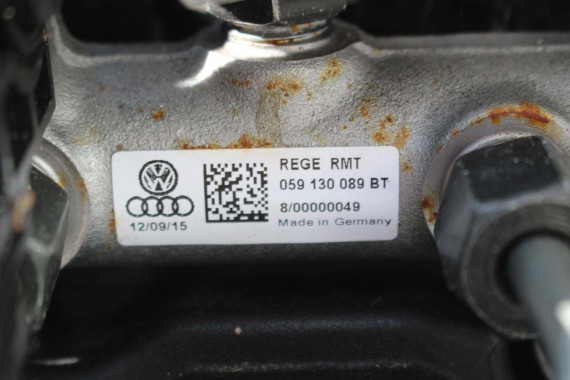 REGE RMT
059 130 089 BT
8/00000049
Made in Germany
12/09/15